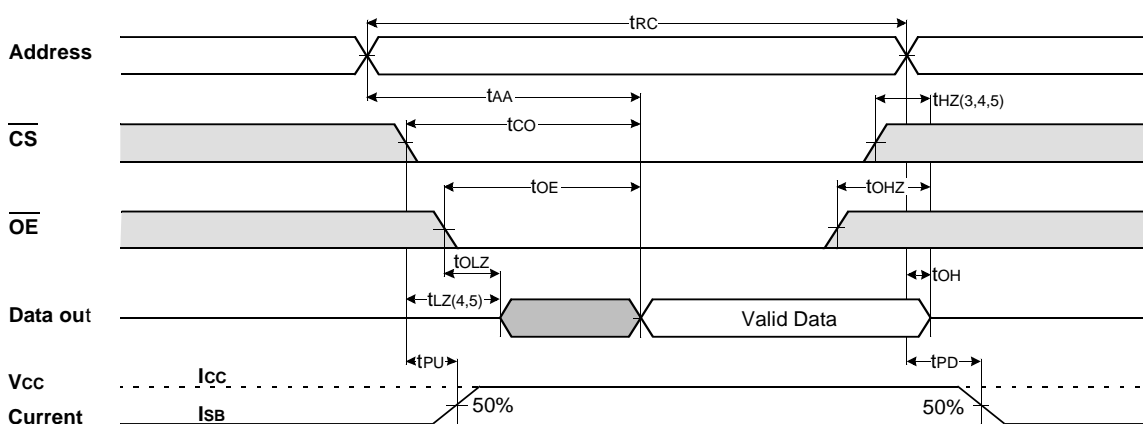 tRC
Address
tAA
tHZ(3,4,5)
CS
tCO
tOE
tOHZ
OE
tOLZ
tOH
tLZ(4,5)
Data out
Valid Data
tPU
tPD
VCC
ICC
50%
50%
Current
ISB